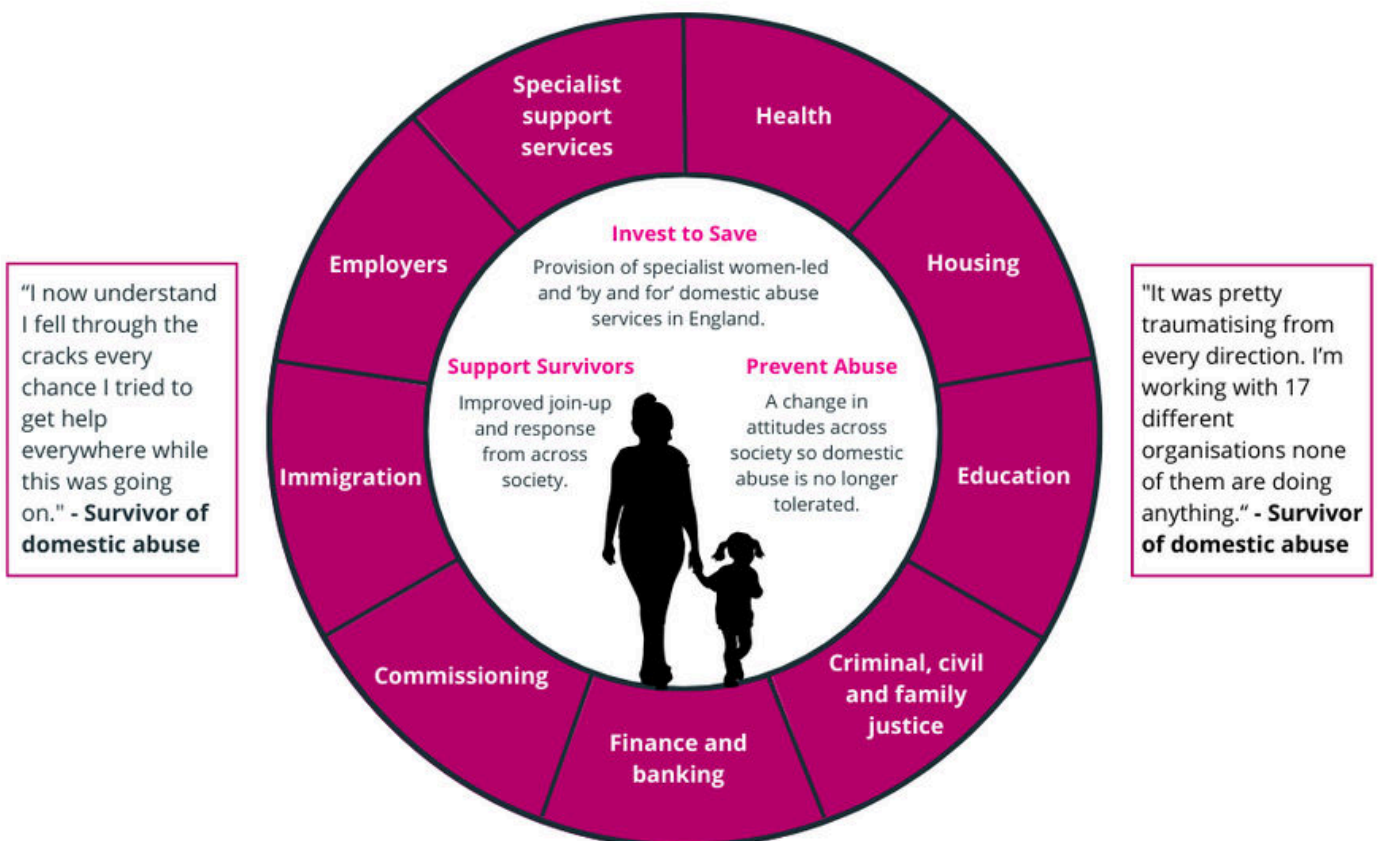 Specialist
support
services
Health
Employers
Housing
Immigration
Education
Commissioning
Criminal, civil
and family
justice
Finance and
banking
Invest to Save
Provision of specialist women-led
and ‘by and for’ domestic abuse
services in England.
Support Survivors
Improved join-up
and response
from across
society.
Prevent Abuse
A change in
attitudes across
society so domestic
abuse is no longer
tolerated.
“I now understand
I fell through the
cracks every
chance I tried to
get help
everywhere while
this was going
on." - Survivor of
domestic abuse
"It was pretty
traumatising from
every direction. I’m
working with 17
different
organisations none
of them are doing
anything.“ - Survivor
of domestic abuse